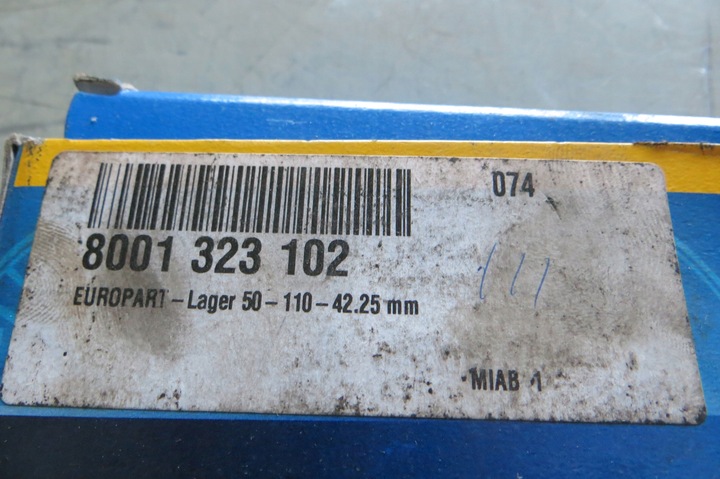 074
8001 323 102
EUROPART-Lager 50-110-42.25 mm
MIAB 1